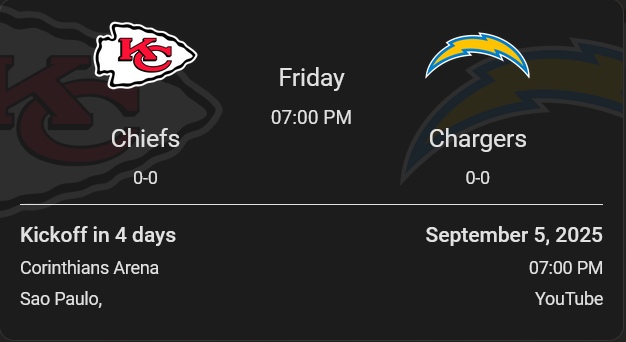 KC
Friday
07:00 PM
Chiefs
Chargers
0-0
0-0
Kickoff in 4 days
September 5, 2025
Corinthians Arena
07:00 PM
Sao Paulo,
YouTube